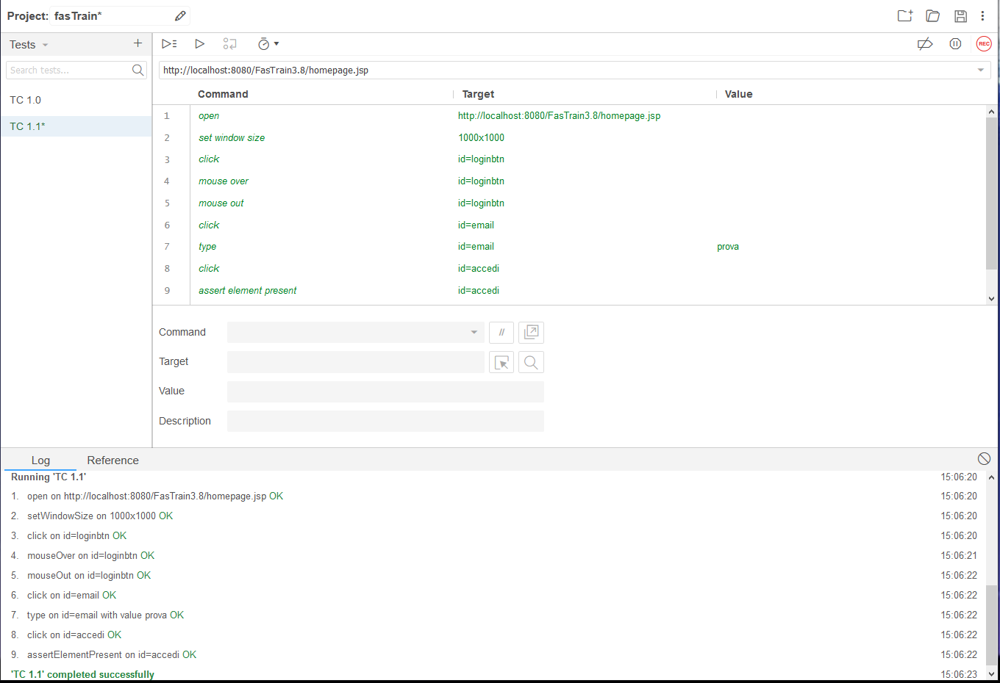 Project: fasTrain*
Tests
Search tests...
TC 1.0
TC 1.1*
REC
http://localhost:8080/FasTrain3.8/homepage.jsp
Command Target Value
1 open http://localhost:8080/FasTrain3.8/homepage.jsp
2 set window size 1000x1000
3 click id=loginbtn
4 mouse over id=loginbtn
5 mouse out id=loginbtn
6 click id=email
7 type id=email prova
8 click id=accedi
9 assert element present id=accedi
Command //
Target
Value
Description
Log Reference
Running 'TC 1.1' 15:06:20
1. open on http://localhost:8080/FasTrain3.8/homepage.jsp OK 15:06:20
2. setWindowSize on 1000x1000 OK 15:06:20
3. click on id=loginbtn OK 15:06:20
4. mouseOver on id=loginbtn OK 15:06:21
5. mouseOut on id=loginbtn OK 15:06:22
6. click on id=email OK 15:06:22
7. type on id=email with value prova OK 15:06:22
8. click on id=accedi OK 15:06:22
9. assertElementPresent on id=accedi OK 15:06:22
'TC 1.1' completed successfully 15:06:23